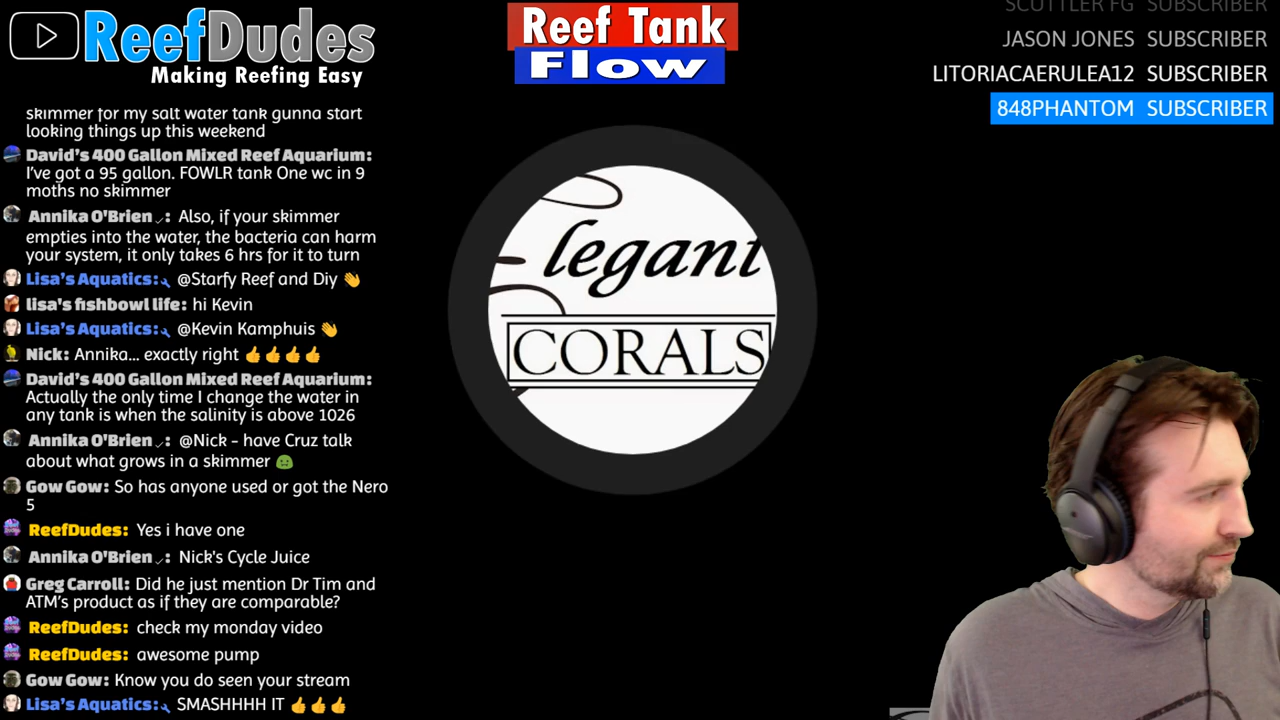 ReefDudes
Making Reefing Easy
Reef Tank
Flow
SCUTTLER FG SUBSCRIBER
JASON JONES SUBSCRIBER
LITORIACAERULEA12 SUBSCRIBER
848PHANTOM SUBSCRIBER
skimmer for my salt water tank gunna start
looking things up this weekend
David's 400 Gallon Mixed Reef Aquarium:
I've got a 95 gallon. FOWLR tank One wc in 9
moths no skimmer
Annika O'Brien : Also, if your skimmer
empties into the water, the bacteria can harm
your system, it only takes 6 hrs for it to turn
Lisa's Aquatics: @Starfy Reef and Diy 👋
lisa's fishbowl life: hi Kevin
Lisa's Aquatics: @Kevin Kamphuis 👋
Nick: Annika... exactly right 👍👍👍👍
David's 400 Gallon Mixed Reef Aquarium:
Actually the only time I change the water in
any tank is when the salinity is above 1026
Annika O'Brien : @Nick - have Cruz talk
about what grows in a skimmer 🤢
Gow Gow: So has anyone used or got the Nero
5
ReefDudes: Yes i have one
Annika O'Brien : Nick's Cycle Juice
Greg Carroll: Did he just mention Dr Tim and
ATM's product as if they are comparable?
ReefDudes: check my monday video
ReefDudes: awesome pump
Gow Gow: Know you do seen your stream
Lisa's Aquatics: SMASHHHH IT 👍👍👍
legant
CORALS